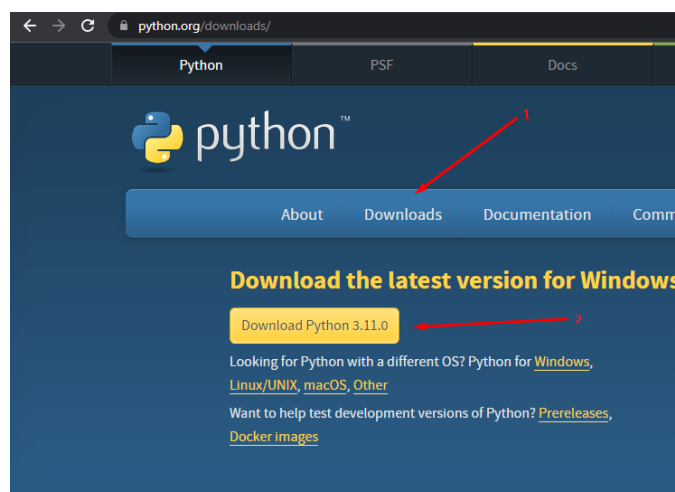 python.org/downloads/
Python PSF Docs
1
python™
About Downloads Documentation Comm
Download the latest version for Windows
Download Python 3.11.0
2
Looking for Python with a different OS? Python for Windows,
Linux/UNIX, macOS, Other
Want to help test development versions of Python? Prereleases,
Docker images